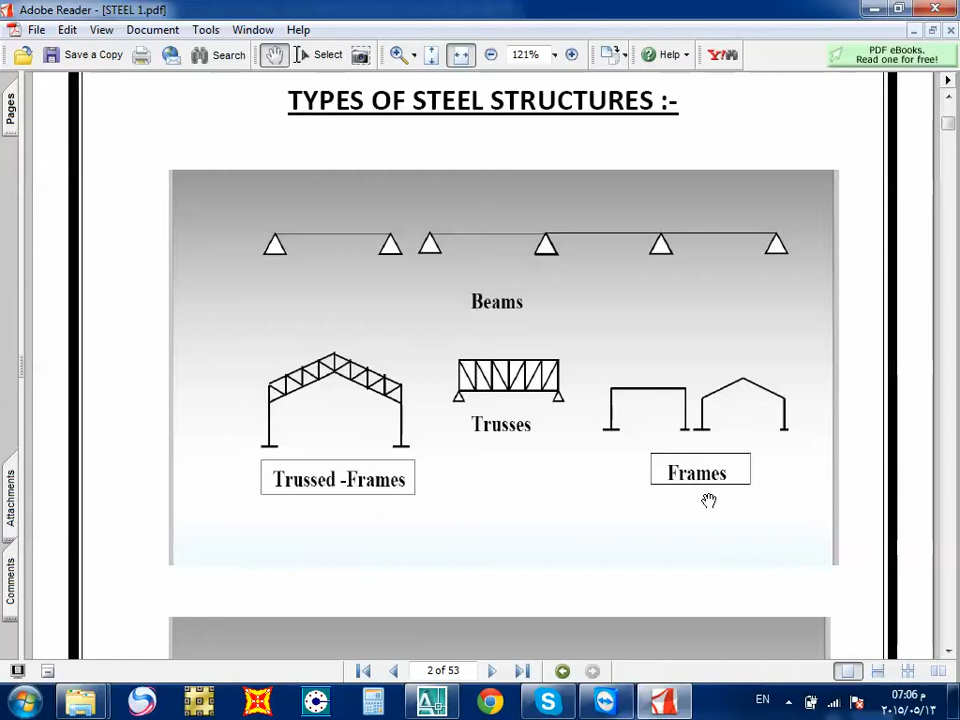 Adobe Reader - [STEEL 1.pdf]
File Edit View Document Tools Window Help
Save a Copy Search Select 121% Help Y! PDF eBooks.
Read one for free!
Pages
TYPES OF STEEL STRUCTURES :-
Beams
Trusses
Trussed -Frames
Frames
Attachments
Comments
2 of 53
EN
07:06 م
٢٠١٥/٠٥/١٣